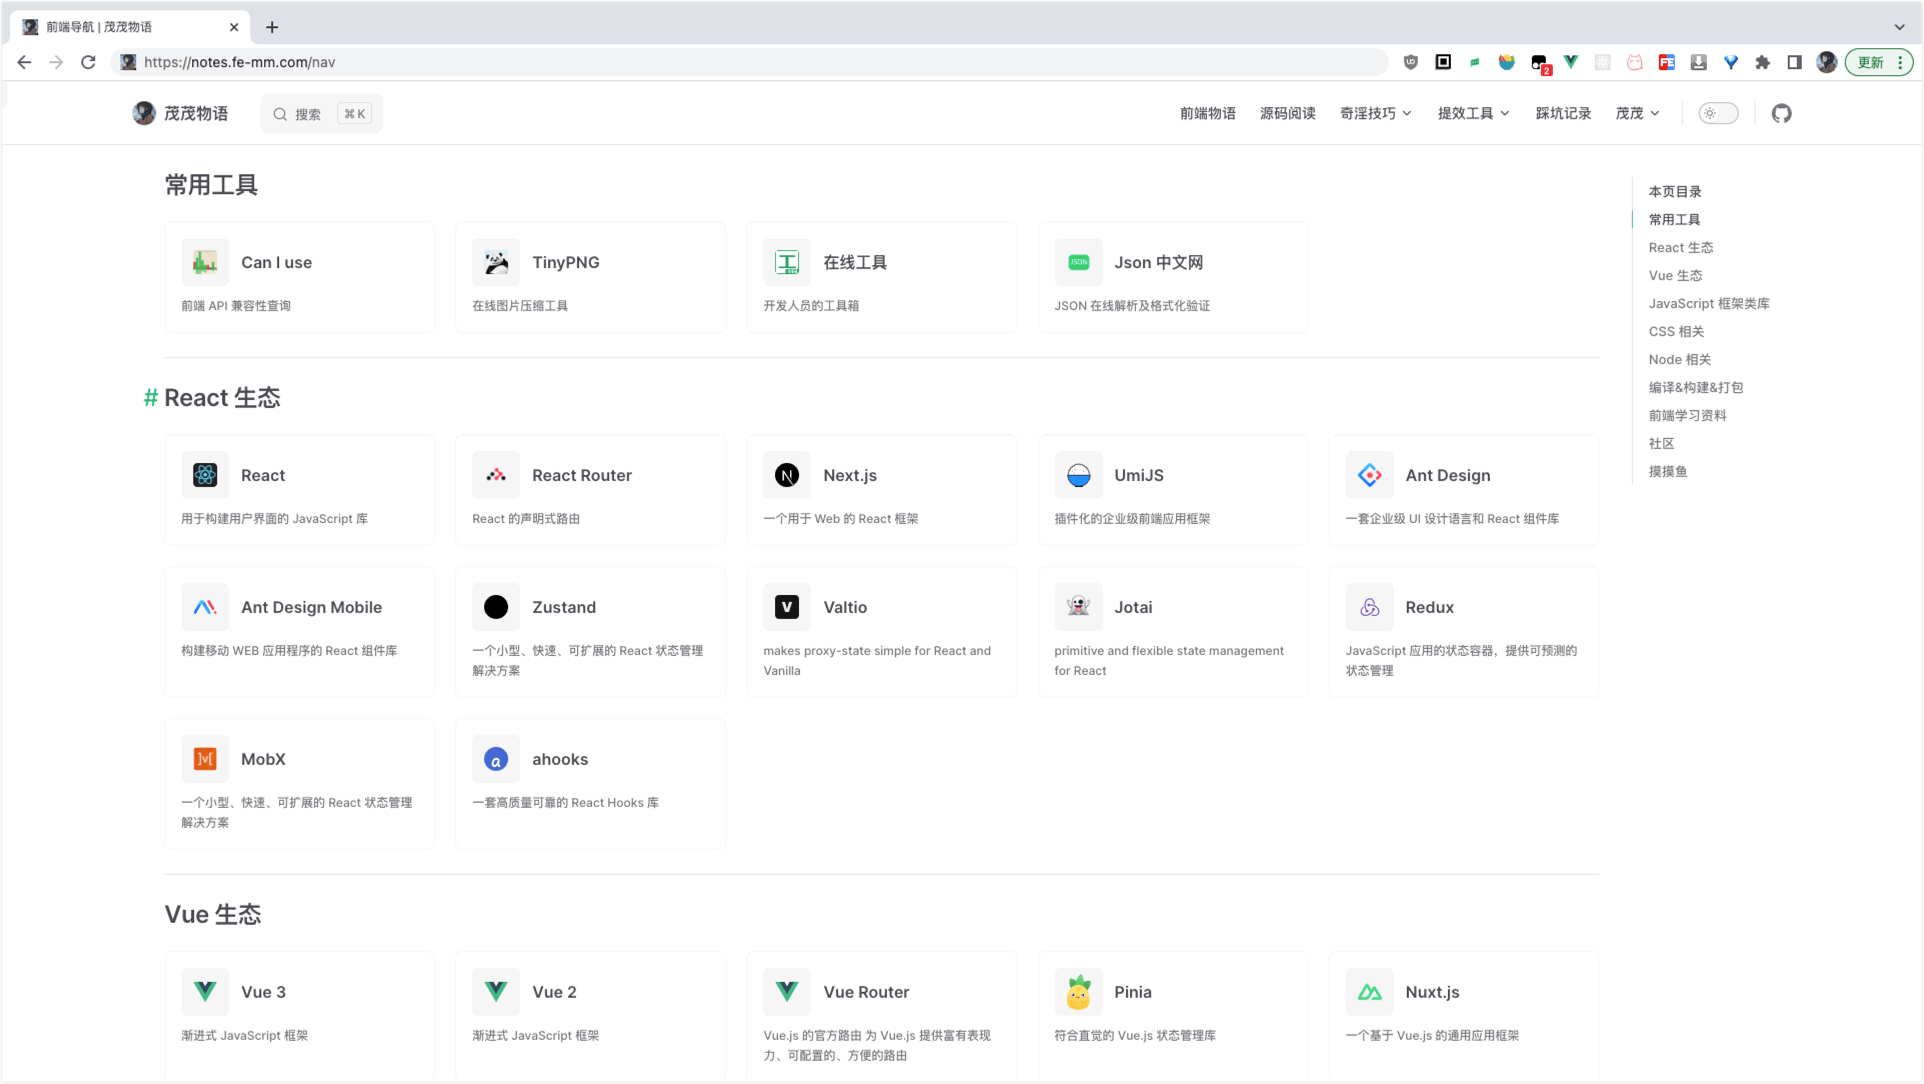 前端导航 | 茂茂物语
https://notes.fe-mm.com/nav
2
FE
更新
茂茂物语
搜索
⌘ K
前端物语
源码阅读
奇淫技巧
提效工具
踩坑记录
茂茂
常用工具
Can I use
前端 API 兼容性查询
TinyPNG
在线图片压缩工具
在线工具
开发人员的工具箱
JSON
Json 中文网
JSON 在线解析及格式化验证
# React 生态
React
用于构建用户界面的 JavaScript 库
React Router
React 的声明式路由
N
Next.js
一个用于 Web 的 React 框架
UmiJS
插件化的企业级前端应用框架
Ant Design
一套企业级 UI 设计语言和 React 组件库
Ant Design Mobile
构建移动 WEB 应用程序的 React 组件库
Zustand
一个小型、快速、可扩展的 React 状态管理
解决方案
V
Valtio
makes proxy-state simple for React and
Vanilla
Jotai
primitive and flexible state management
for React
Redux
JavaScript 应用的状态容器，提供可预测的
状态管理
MobX
一个小型、快速、可扩展的 React 状态管理
解决方案
a
ahooks
一套高质量可靠的 React Hooks 库
Vue 生态
Vue 3
渐进式 JavaScript 框架
Vue 2
渐进式 JavaScript 框架
Vue Router
Vue.js 的官方路由 为 Vue.js 提供富有表现
力、可配置的、方便的路由
Pinia
符合直觉的 Vue.js 状态管理库
Nuxt.js
一个基于 Vue.js 的通用应用框架
本页目录
常用工具
React 生态
Vue 生态
JavaScript 框架类库
CSS 相关
Node 相关
编译&构建&打包
前端学习资料
社区
摸摸鱼